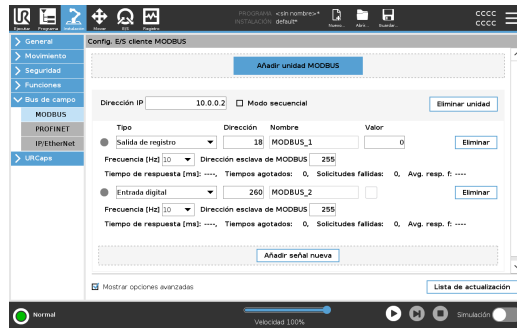 UR
Ejecutar Programa Instalación Mover E/S Registro
PROGRAMA <sin nombre>*
INSTALACIÓN default*
Nuevo... Abrir... Guardar...
CCCC
CCCC
General
Movimiento
Seguridad
Funciones
Bus de campo
MODBUS
PROFINET
IP/EtherNet
URCaps
Config. E/S cliente MODBUS
Añadir unidad MODBUS
Dirección IP 10.0.0.2 Modo secuencial Eliminar unidad
Tipo Dirección Nombre Valor
Salida de registro 18 MODBUS_1 0 Eliminar
Frecuencia [Hz] 10 Dirección esclava de MODBUS 255
Tiempo de respuesta [ms]: ----, Tiempos agotados: 0, Solicitudes fallidas: 0, Avg. resp. f: ----
Entrada digital 260 MODBUS_2 Eliminar
Frecuencia [Hz] 10 Dirección esclava de MODBUS 255
Tiempo de respuesta [ms]: ----, Tiempos agotados: 0, Solicitudes fallidas: 0, Avg. resp. f: ----
Añadir señal nueva
Mostrar opciones avanzadas
Lista de actualización
Normal
Velocidad 100%
Simulación